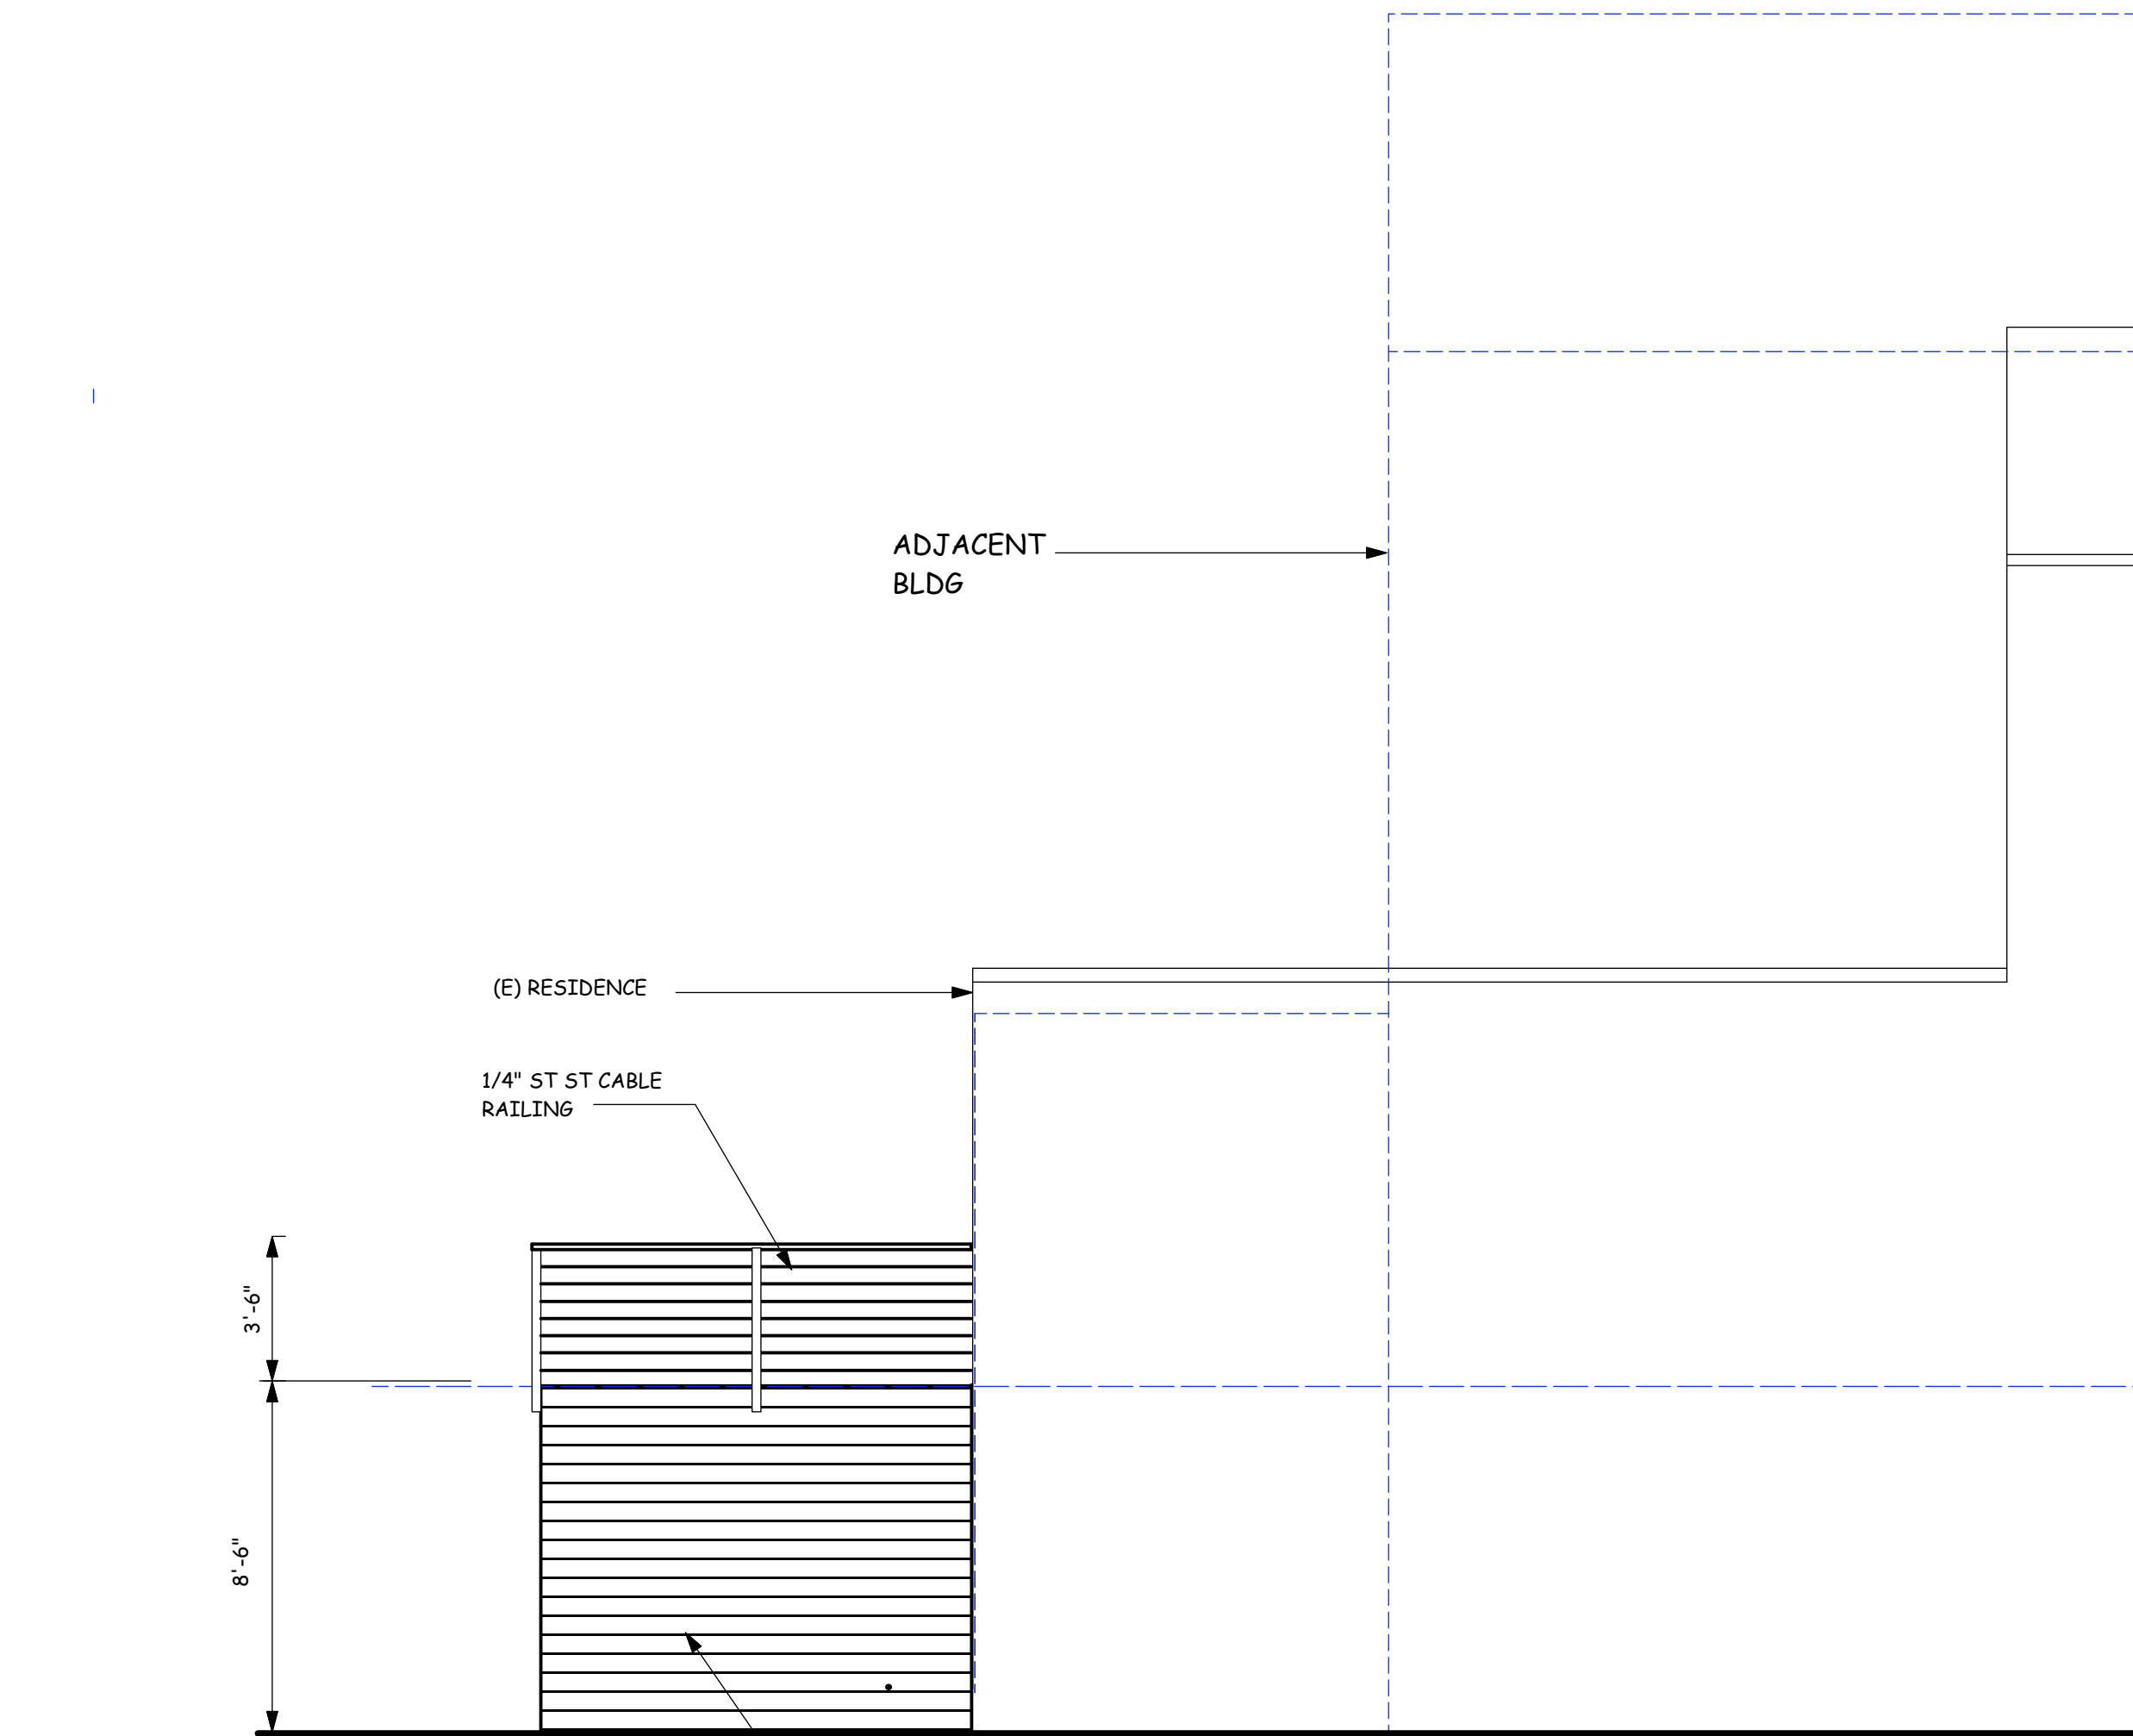 ADJACENT
BLDG
(E) RESIDENCE
1/4" ST ST CABLE
RAILING
3'-6"
8'-6"